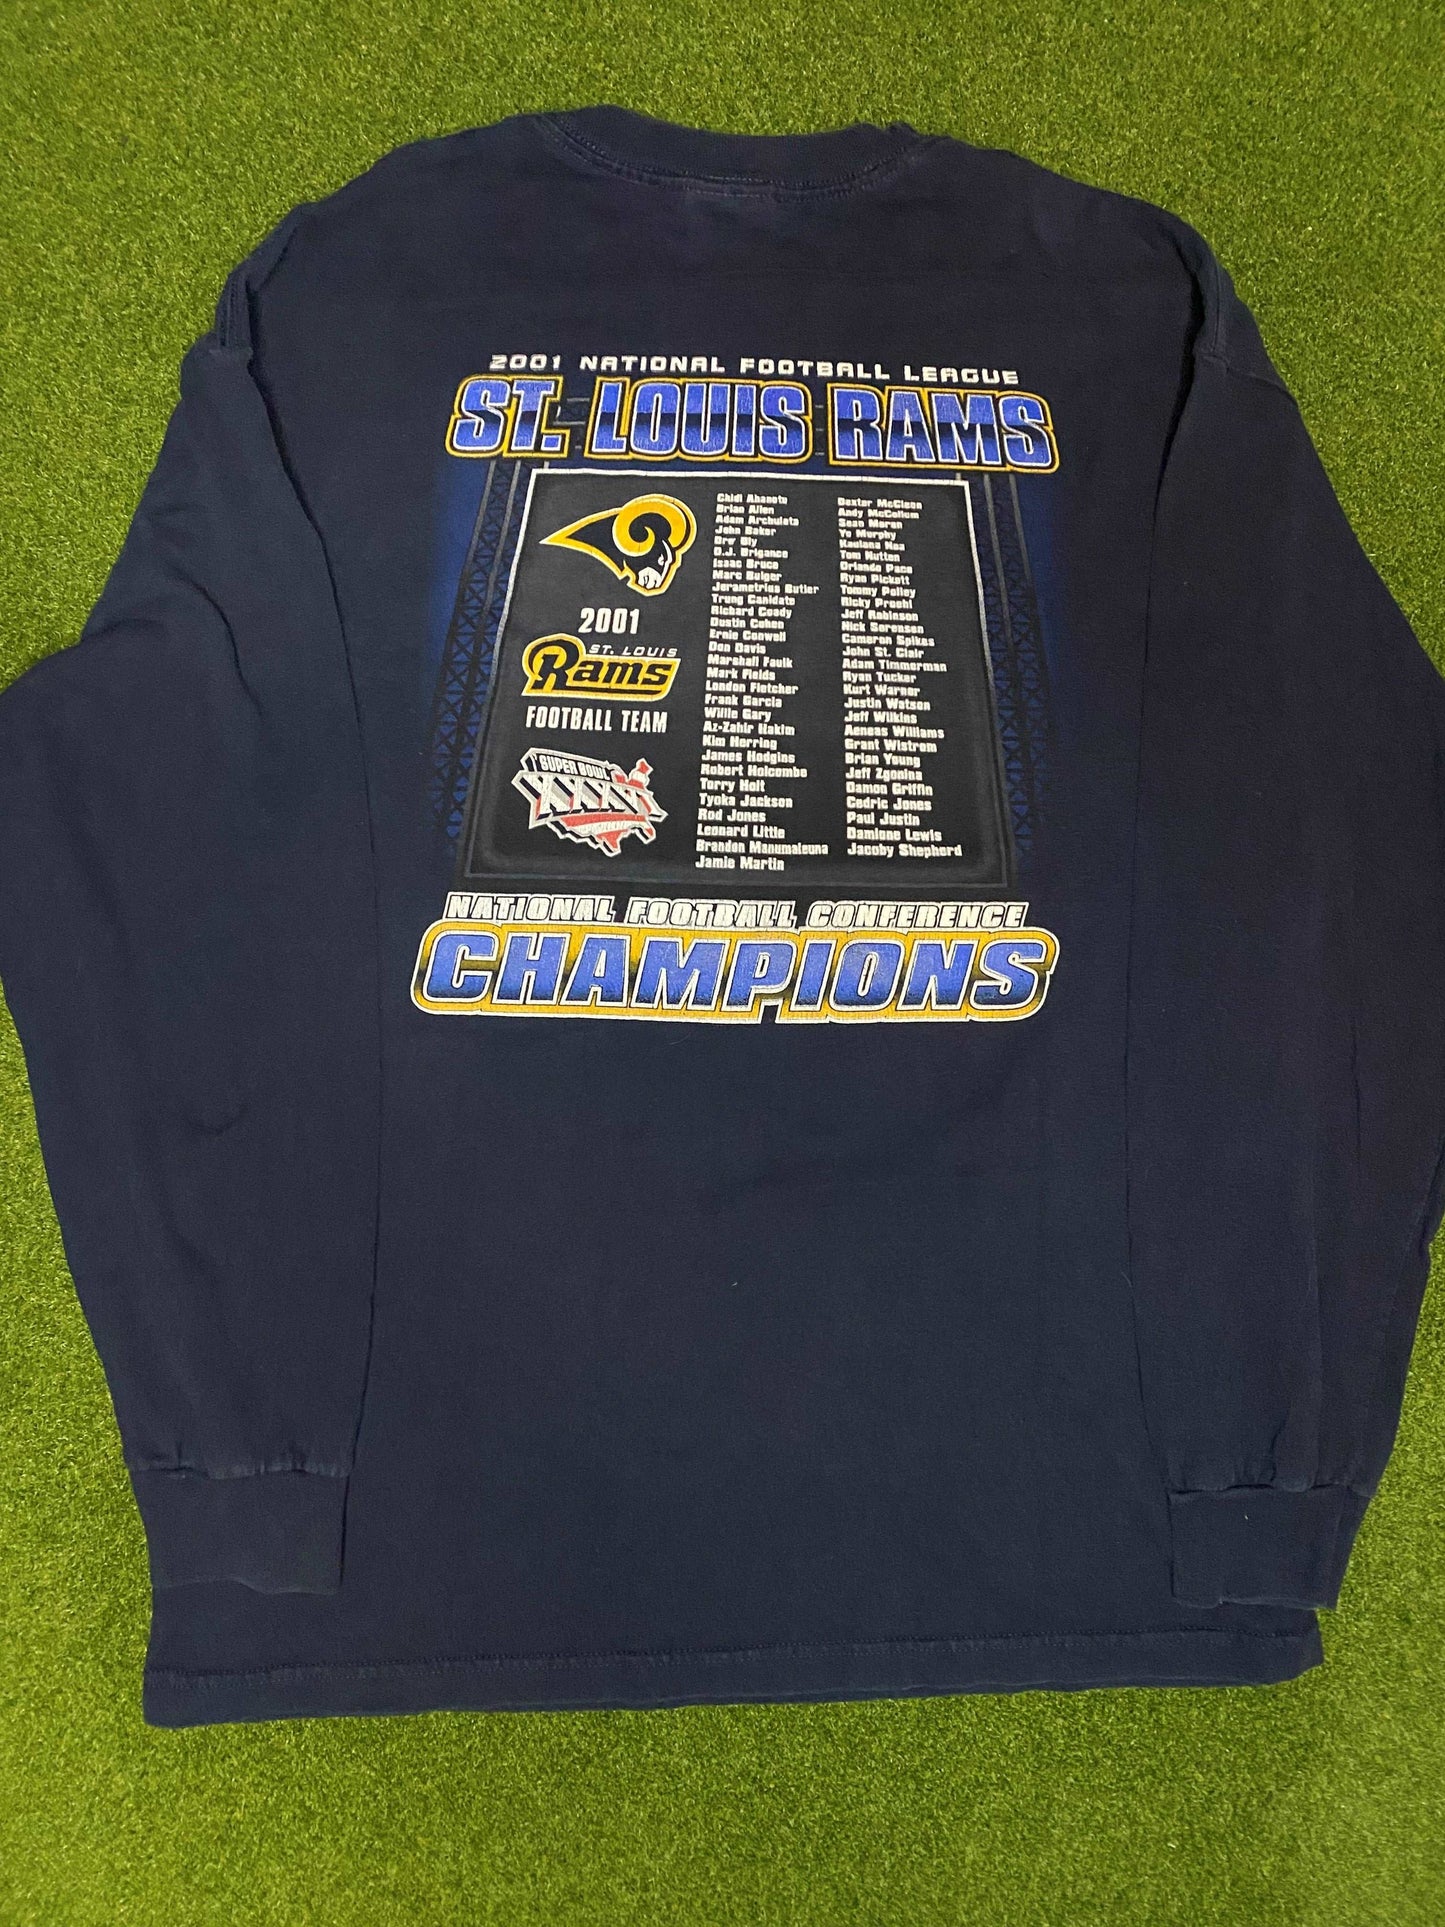 2001 NATIONAL FOOTBALL LEAGUE
ST. LOUIS RAMS
2001
ST. LOUIS
Rams
FOOTBALL TEAM
SUPER BOWL
XXXVI
Chidi Ahanotu
Brian Allen
Adam Archuleta
John Baker
Dre' Bly
O.J. Brigance
Isaac Bruce
Marc Bulger
Jerametrius Butler
Trung Canidate
Richard Coady
Dustin Cohen
Ernie Conwell
Don Davis
Marshall Faulk
Mark Fields
London Fletcher
Frank Garcia
Willie Gary
Az-Zahir Hakim
Kim Herring
James Hodgins
Robert Holcombe
Torry Holt
Tyoka Jackson
Rod Jones
Leonard Little
Brandon Manumaleuna
Jamie Martin
Dexter McCleon
Andy McCollum
Sean Moran
Yo Murphy
Kaulana Noa
Tom Nutten
Orlando Pace
Ryan Pickett
Tommy Polley
Ricky Proehl
Jeff Robinson
Nick Sorensen
Cameron Spikes
John St. Clair
Adam Timmerman
Ryan Tucker
Kurt Warner
Justin Watson
Jeff Wilkins
Aeneas Williams
Grant Wistrom
Brian Young
Jeff Zgonina
Damon Griffin
Cedric Jones
Paul Justin
Damione Lewis
Jacoby Shepherd
NATIONAL FOOTBALL CONFERENCE
CHAMPIONS